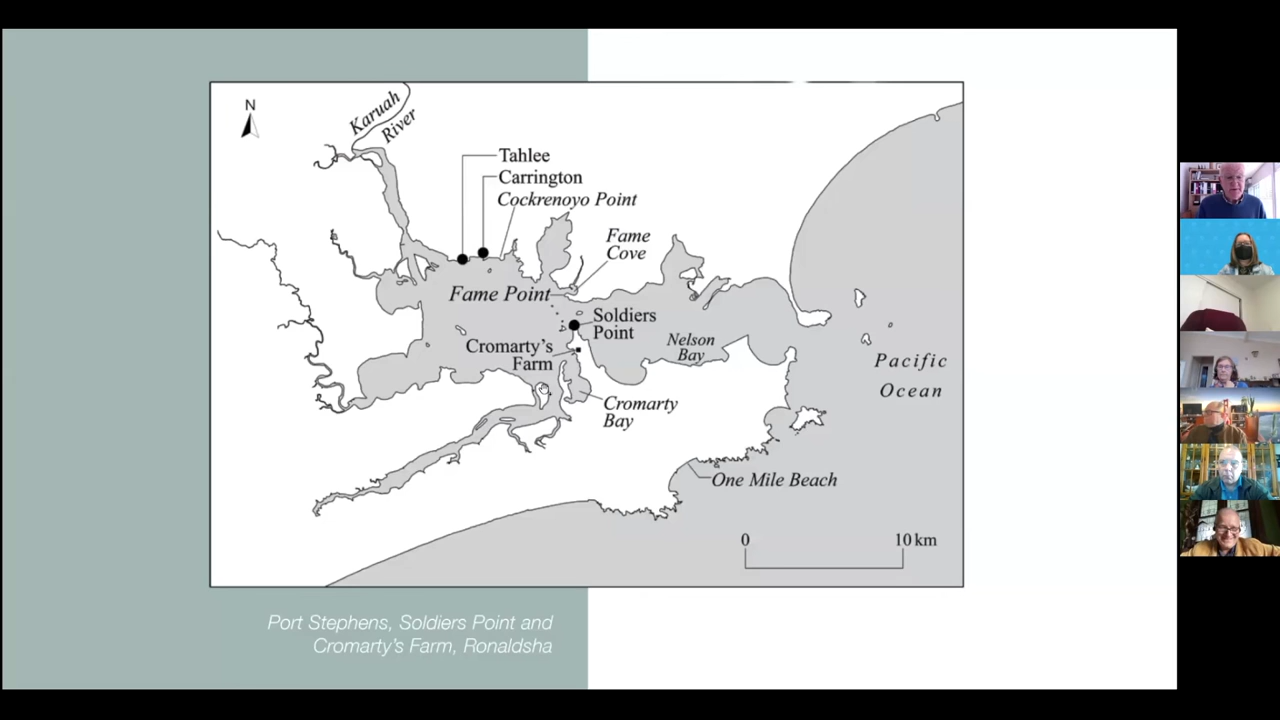 N
Karuah
River
Tahlee
Carrington
Cockrenoyo Point
Fame
Cove
Fame Point
Soldiers
Point
Cromarty's
Farm
Nelson
Bay
Pacific
Ocean
Cromarty
Bay
One Mile Beach
0
10 km
Port Stephens, Soldiers Point and
Cromarty's Farm, Ronaldsha